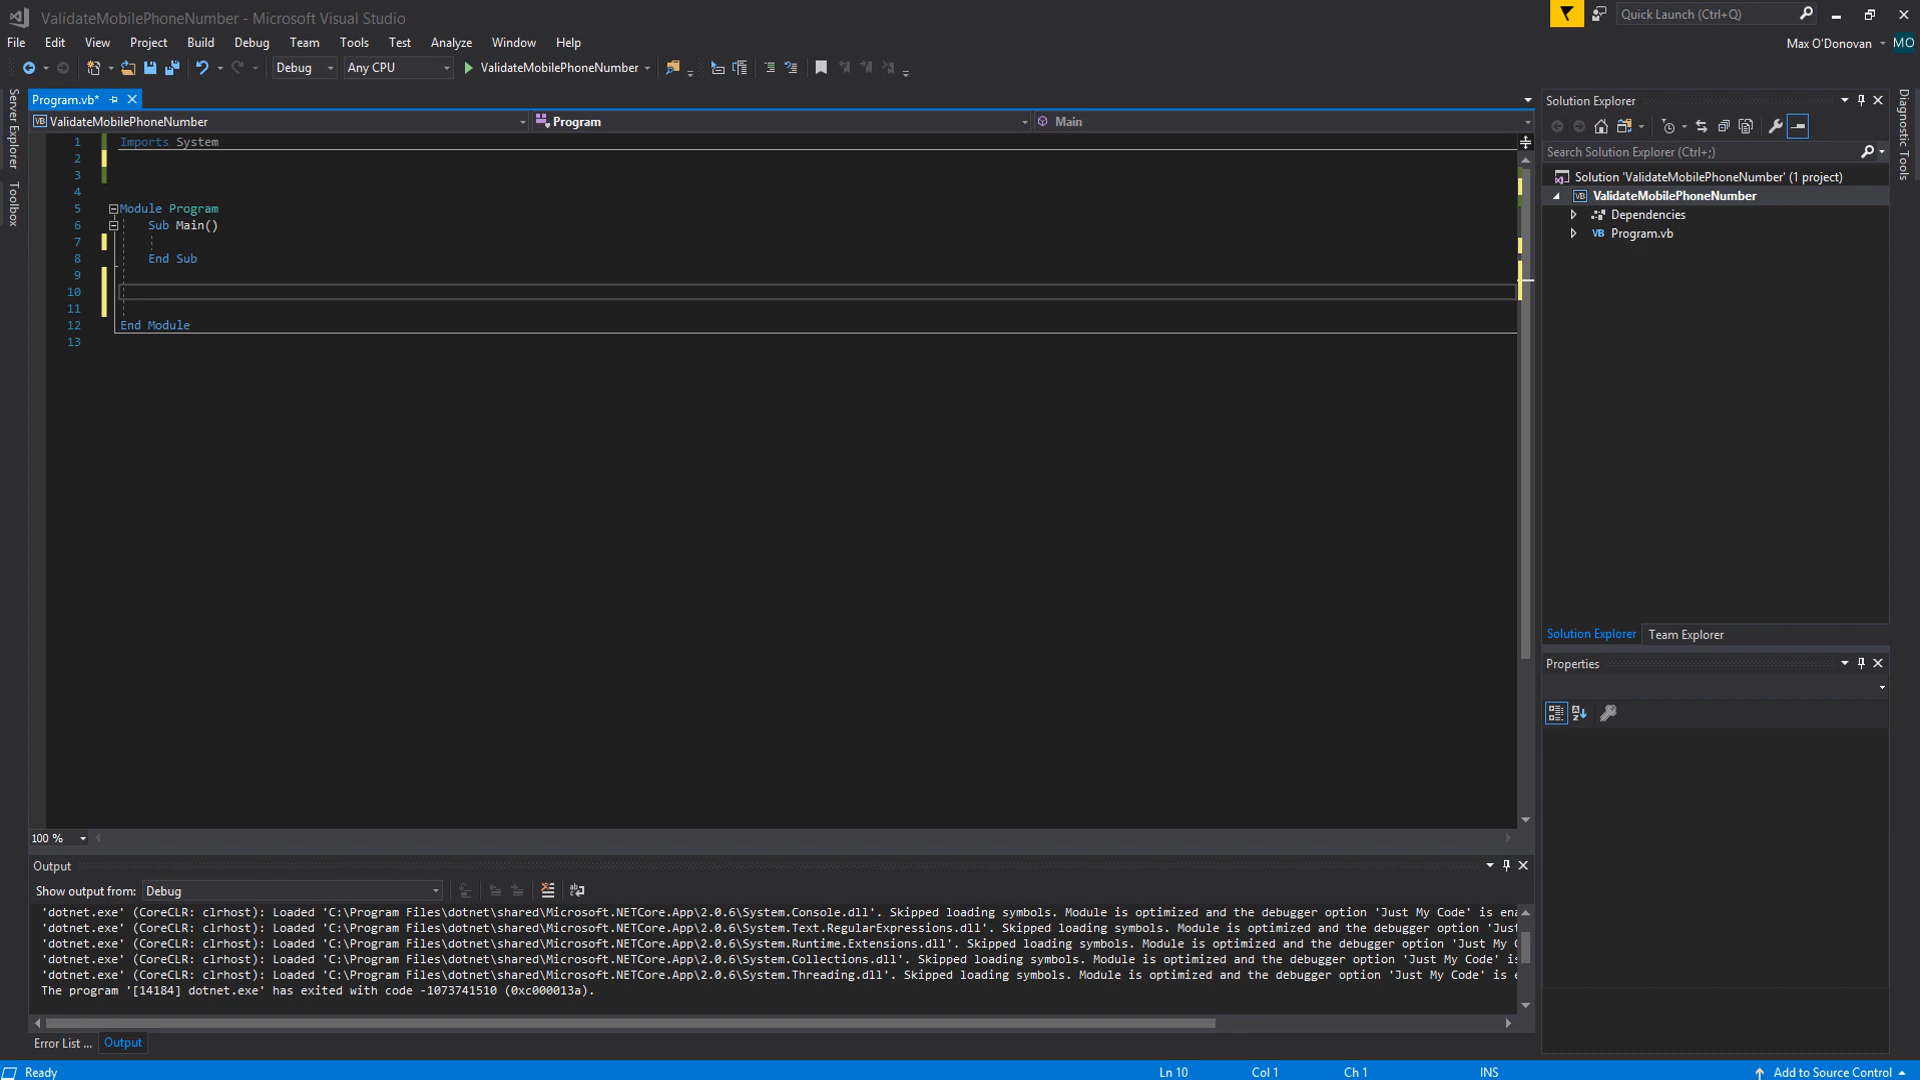 ValidateMobilePhoneNumber - Microsoft Visual Studio
Quick Launch (Ctrl+Q)
File Edit View Project Build Debug Team Tools Test Analyze Window Help
Max O'Donovan MO
Debug Any CPU ValidateMobilePhoneNumber
Server Explorer
Toolbox
Program.vb*
ValidateMobilePhoneNumber Program Main
1 Imports System
2
3
4
5 Module Program
6 Sub Main()
7
8 End Sub
9
10
11
12 End Module
13
100 %
Solution Explorer
Search Solution Explorer (Ctrl+;)
Solution 'ValidateMobilePhoneNumber' (1 project)
ValidateMobilePhoneNumber
Dependencies
VB Program.vb
Solution Explorer Team Explorer
Properties
Diagnostic Tools
Output
Show output from: Debug
'dotnet.exe' (CoreCLR: clrhost): Loaded 'C:\Program Files\dotnet\shared\Microsoft.NETCore.App\2.0.6\System.Console.dll'. Skipped loading symbols. Module is optimized and the debugger option 'Just My Code' is ena
'dotnet.exe' (CoreCLR: clrhost): Loaded 'C:\Program Files\dotnet\shared\Microsoft.NETCore.App\2.0.6\System.Text.RegularExpressions.dll'. Skipped loading symbols. Module is optimized and the debugger option 'Just
'dotnet.exe' (CoreCLR: clrhost): Loaded 'C:\Program Files\dotnet\shared\Microsoft.NETCore.App\2.0.6\System.Runtime.Extensions.dll'. Skipped loading symbols. Module is optimized and the debugger option 'Just My C
'dotnet.exe' (CoreCLR: clrhost): Loaded 'C:\Program Files\dotnet\shared\Microsoft.NETCore.App\2.0.6\System.Collections.dll'. Skipped loading symbols. Module is optimized and the debugger option 'Just My Code' is
'dotnet.exe' (CoreCLR: clrhost): Loaded 'C:\Program Files\dotnet\shared\Microsoft.NETCore.App\2.0.6\System.Threading.dll'. Skipped loading symbols. Module is optimized and the debugger option 'Just My Code' is e
The program '[14184] dotnet.exe' has exited with code -1073741510 (0xc000013a).
Error List ... Output
Ready Ln 10 Col 1 Ch 1 INS Add to Source Control